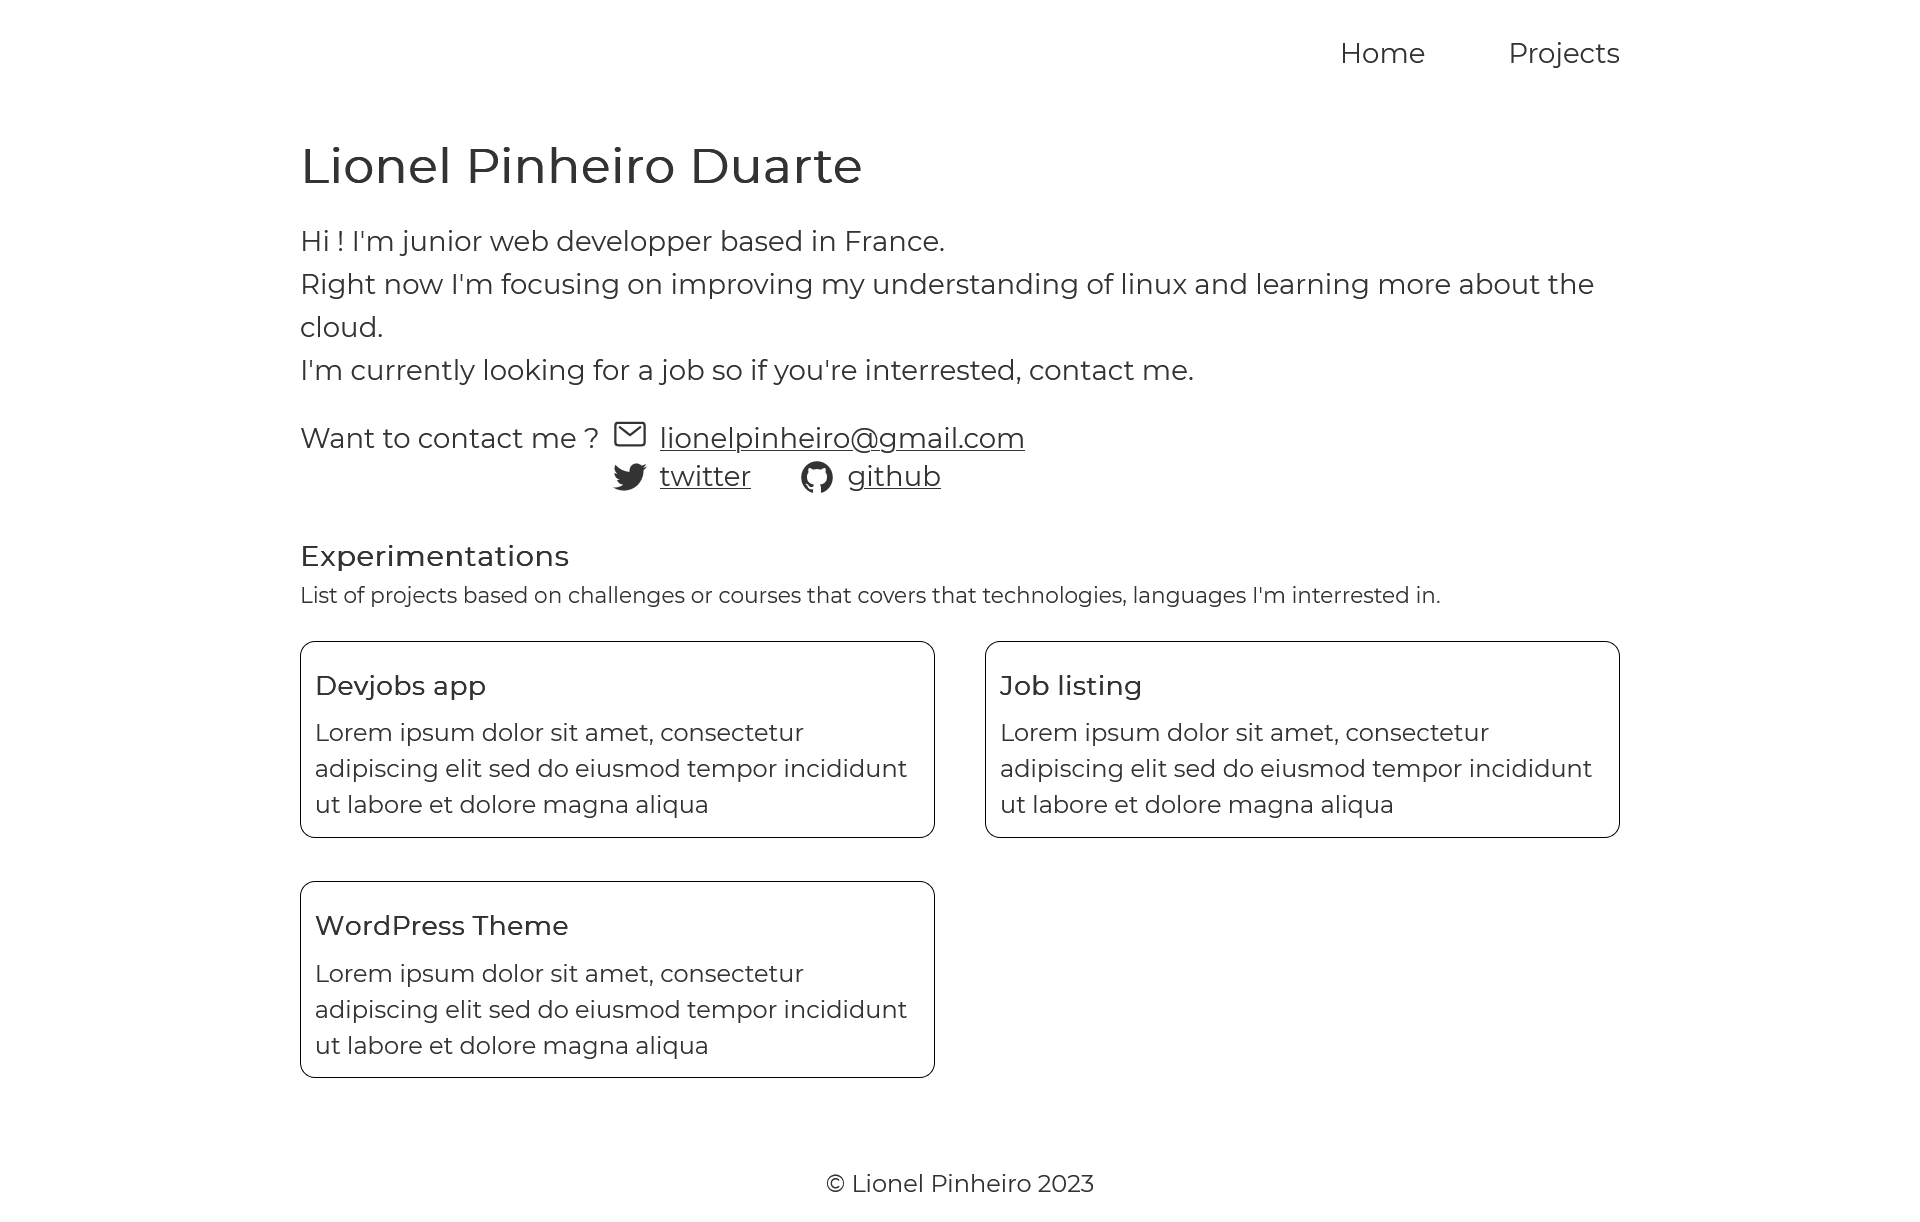 Home Projects
Lionel Pinheiro Duarte
Hi ! I'm junior web developper based in France.
Right now I'm focusing on improving my understanding of linux and learning more about the
cloud.
I'm currently looking for a job so if you're interrested, contact me.
Want to contact me ? lionelpinheiro@gmail.com
twitter github
Experimentations
List of projects based on challenges or courses that covers that technologies, languages I'm interrested in.
Devjobs app
Lorem ipsum dolor sit amet, consectetur
adipiscing elit sed do eiusmod tempor incididunt
ut labore et dolore magna aliqua
Job listing
Lorem ipsum dolor sit amet, consectetur
adipiscing elit sed do eiusmod tempor incididunt
ut labore et dolore magna aliqua
WordPress Theme
Lorem ipsum dolor sit amet, consectetur
adipiscing elit sed do eiusmod tempor incididunt
ut labore et dolore magna aliqua
© Lionel Pinheiro 2023